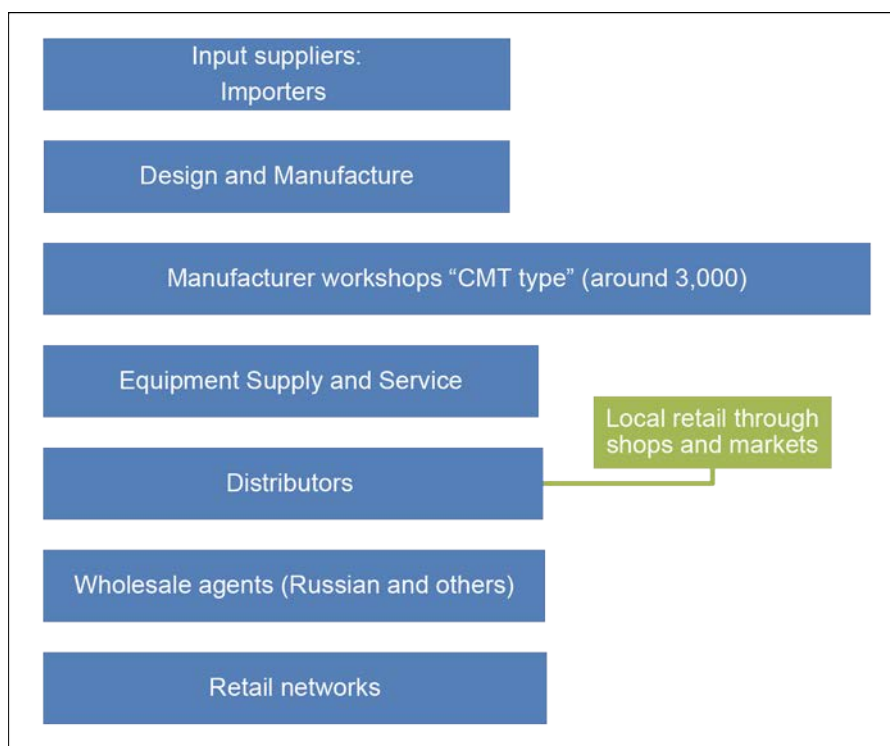 Input suppliers:
Importers
Design and Manufacture
Manufacturer workshops “CMT type” (around 3,000)
Equipment Supply and Service
Local retail through
shops and markets
Distributors
Wholesale agents (Russian and others)
Retail networks